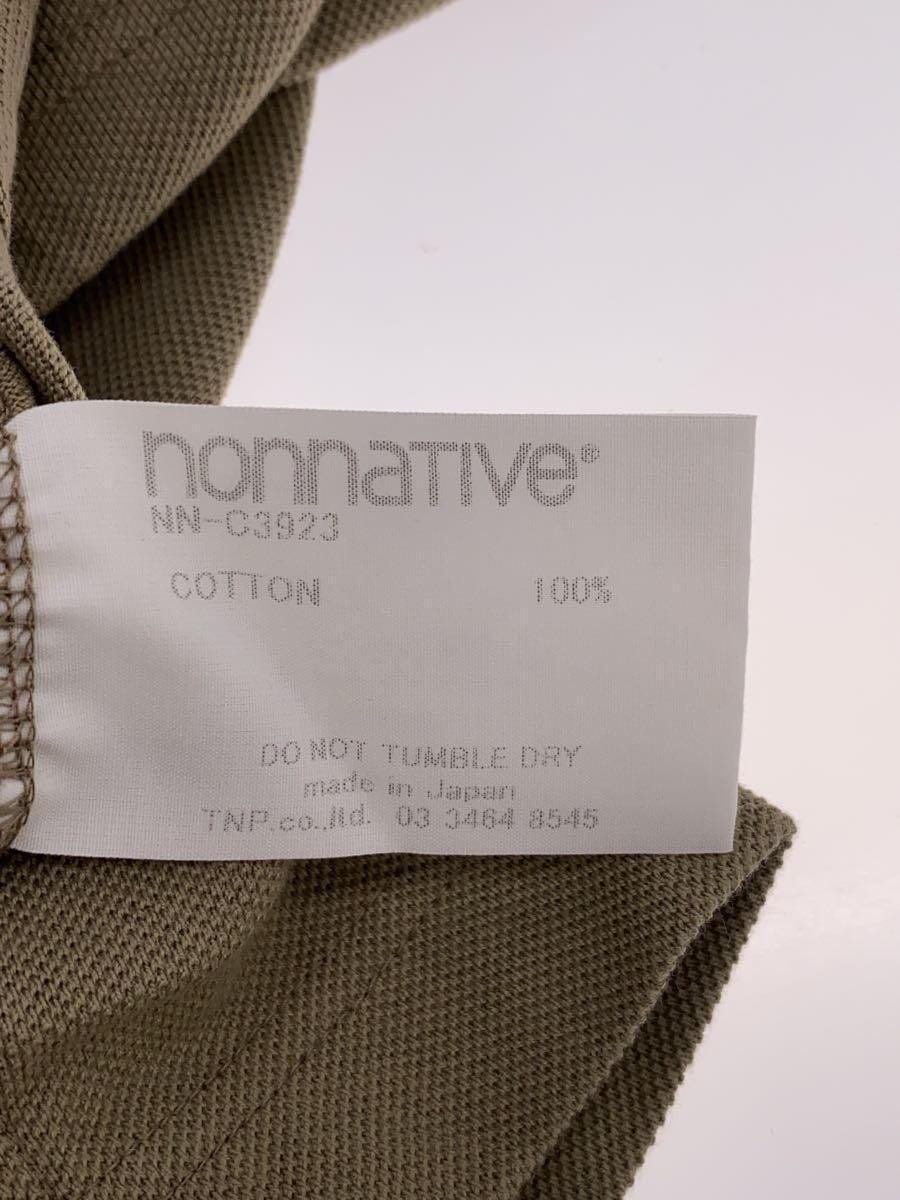 nonnative®
NN-C3923
COTTON 100%
DO NOT TUMBLE DRY
made in Japan
TNP.co.,ltd. 03 3464 8545